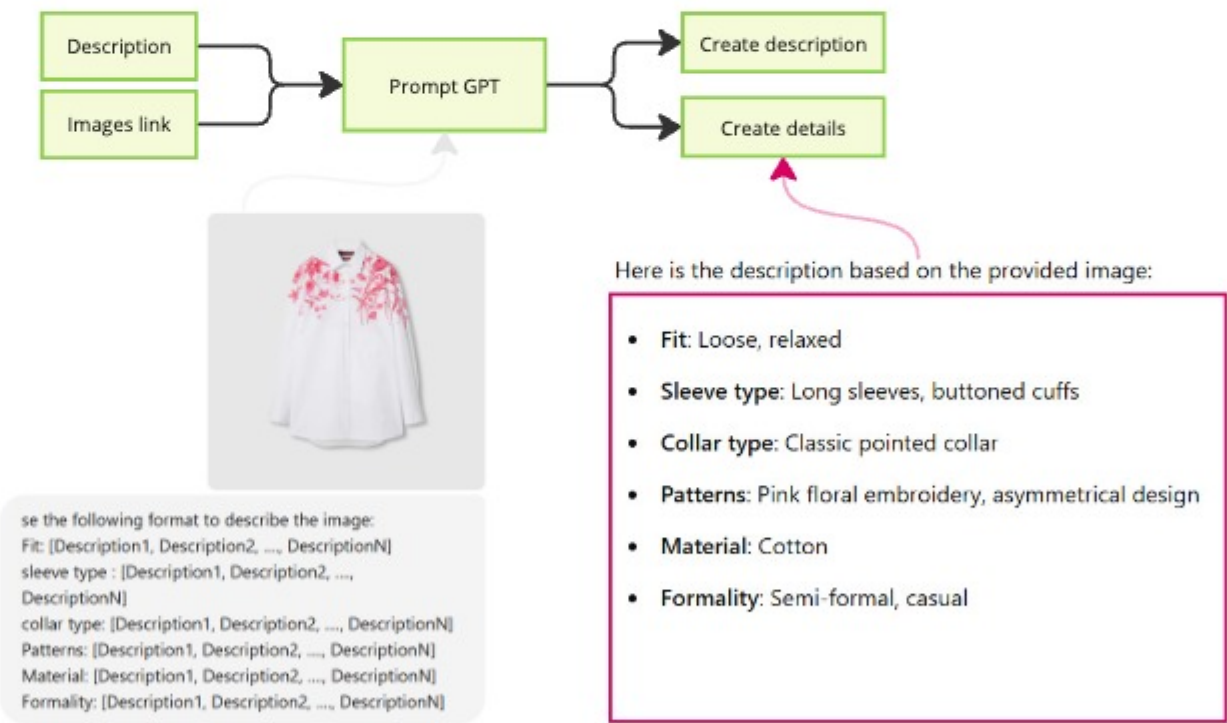 Description
Images link
Prompt GPT
Create description
Create details
Here is the description based on the provided image:
• Fit: Loose, relaxed
• Sleeve type: Long sleeves, buttoned cuffs
• Collar type: Classic pointed collar
• Patterns: Pink floral embroidery, asymmetrical design
• Material: Cotton
• Formality: Semi-formal, casual
se the following format to describe the image:
Fit: [Description1, Description2, ...., DescriptionN]
sleeve type : [Description1, Description2, ....,
DescriptionN]
collar type: [Description1, Description2, ...., DescriptionN]
Patterns: [Description1, Description2, ...., DescriptionN]
Material: [Description1, Description2, ...., DescriptionN]
Formality: [Description1, Description2, ...., DescriptionN]